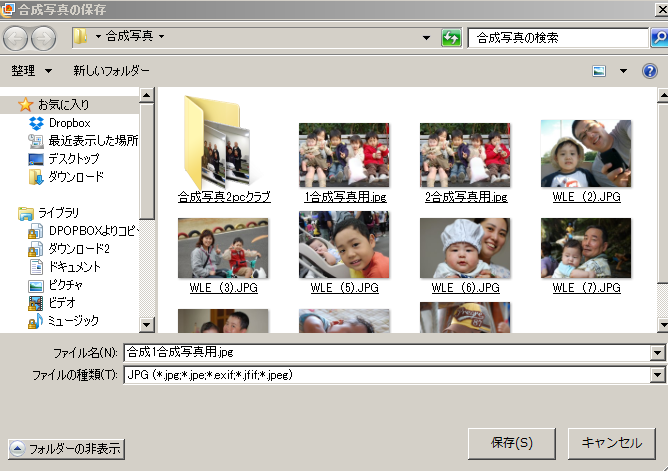 合成写真の保存
合成写真
合成写真の検索
整理
新しいフォルダー
お気に入り
Dropbox
最近表示した場所
デスクトップ
ダウンロード
ライブラリ
DPOPBOXよりコピー
ダウンロード2
ドキュメント
ピクチャ
ビデオ
ミュージック
合成写真2pcクラブ
1合成写真用.jpg
2合成写真用.jpg
WLE (2).JPG
WLE (3).JPG
WLE (5).JPG
WLE (6).JPG
WLE (7).JPG
ファイル名(N):
合成1合成写真用.jpg
ファイルの種類(T):
JPG (*.jpg;*.jpe;*.exif;*.jfif;*.jpeg)
フォルダーの非表示
保存(S)
キャンセル